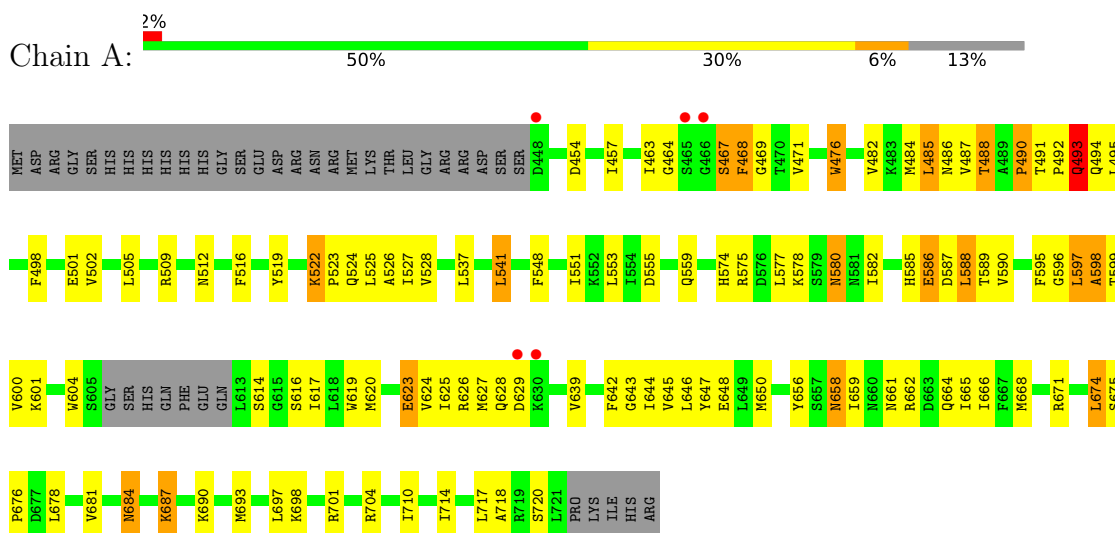 2%
Chain A:
50% 30% 6% 13%
MET ASP ARG GLY SER HIS HIS HIS HIS HIS HIS GLY SER GLU ASP ARG ASN ARG MET LYS THR LEU GLY ARG ARG ASP SER SER D448 D454 I457 I463 G464 S465 G466 S467 F468 G469 T470 V471 W476 V482 K483 M484 L485 N486 V487 T488 A489 P490 T491 P492 Q493 Q494 L495
F498 E501 V502 L505 R509 N512 F516 Y519 K522 P523 Q524 L525 A526 I527 V528 L537 L541 F548 I551 K552 L553 I554 D555 Q559 H574 R575 D576 L577 K578 S579 N580 N581 I582 H585 E586 D587 L588 T589 V590 F595 G596 L597 A598 T599
V600 K601 W604 S605 GLY SER HIS GLN PHE GLU GLN L613 S614 G615 S616 I617 L618 W619 M620 E623 V624 I625 R626 M627 Q628 D629 K630 V639 F642 G643 I644 V645 L646 Y647 E648 L649 M650 Y656 S657 N658 I659 N660 N661 R662 D663 Q664 I665 I666 F667 M668 R671 L674 S675
P676 D677 L678 V681 N684 K687 K690 M693 L697 K698 R701 R704 I710 I714 L717 A718 R719 S720 L721 PRO LYS ILE HIS ARG